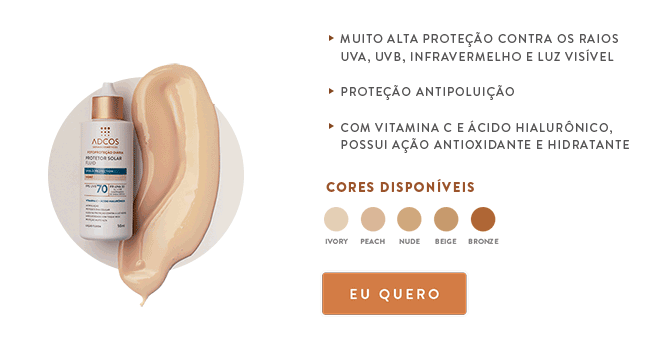 MUITO ALTA PROTEÇÃO CONTRA OS RAIOS
UVA, UVB, INFRAVERMELHO E LUZ VISÍVEL
PROTEÇÃO ANTIPOLUIÇÃO
COM VITAMINA C E ÁCIDO HIALURÔNICO,
POSSUI AÇÃO ANTIOXIDANTE E HIDRATANTE
ADCOS
PROTETOR SOLAR
FLUID
70
CORES DISPONÍVEIS
IVORY PEACH NUDE BEIGE BRONZE
EU QUERO